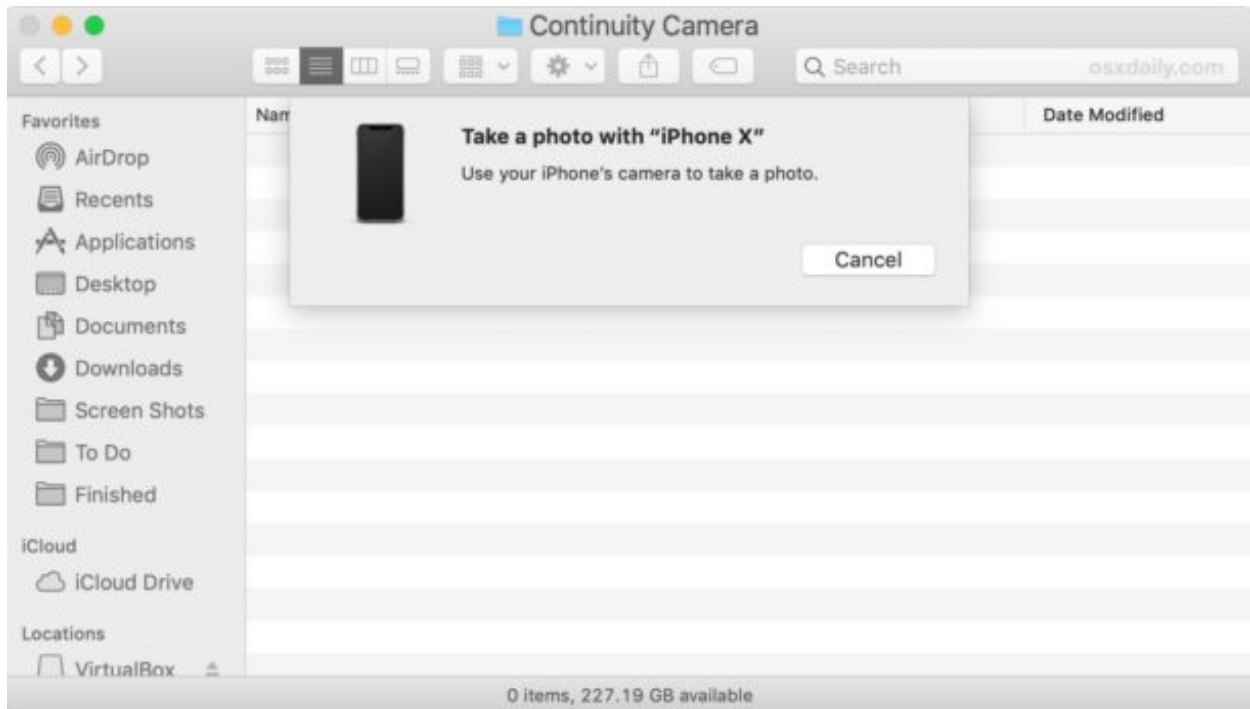 Continuity Camera
Search
osxdaily.com
Favorites
AirDrop
Recents
Applications
Desktop
Documents
Downloads
Screen Shots
To Do
Finished
iCloud
iCloud Drive
Locations
VirtualBox
Nam
Date Modified
Take a photo with “iPhone X”
Use your iPhone's camera to take a photo.
Cancel
0 items, 227.19 GB available